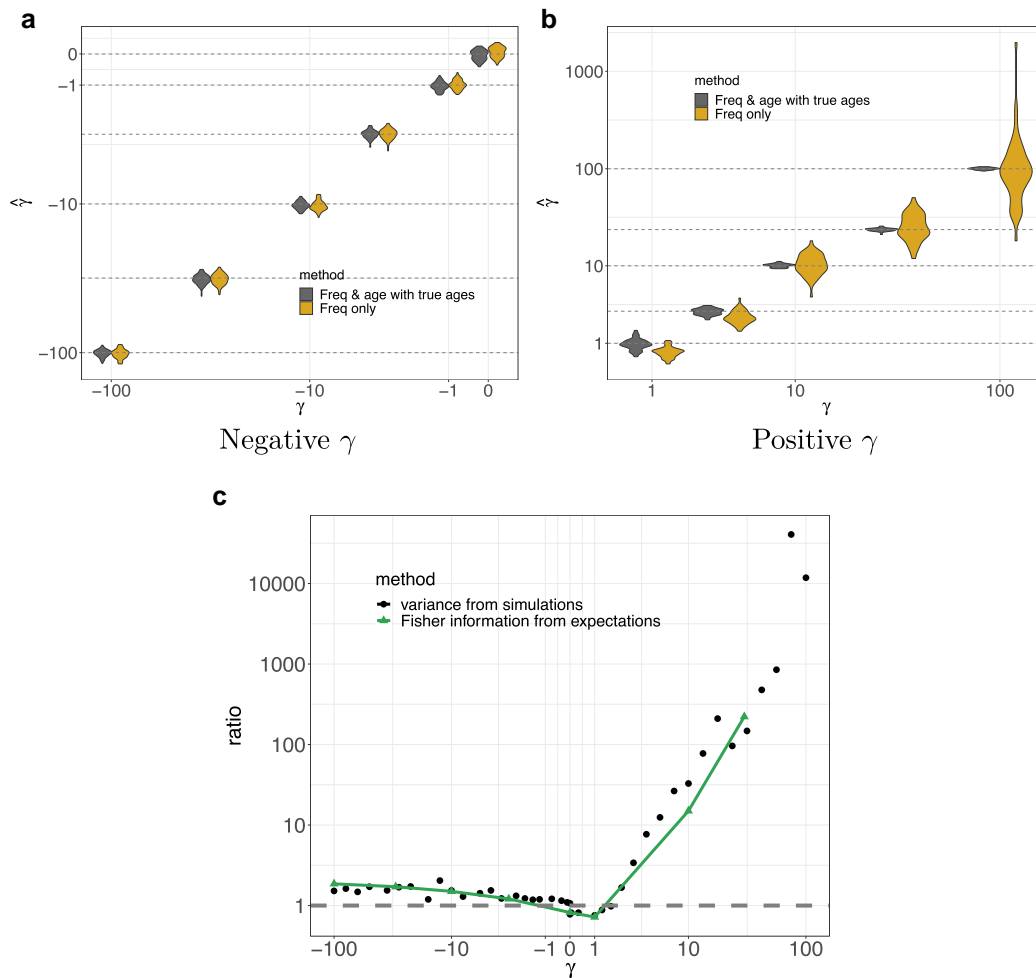 a
0
−1
−10
−100
γ̂
method
Freq & age with true ages
Freq only
−100
−10
−1
0
γ
Negative γ
b
1000
100
10
1
γ̂
method
Freq & age with true ages
Freq only
1
10
100
γ
Positive γ
c
10000
1000
100
10
1
ratio
method
variance from simulations
Fisher information from expectations
−100
−10
−1
0
1
10
100
γ